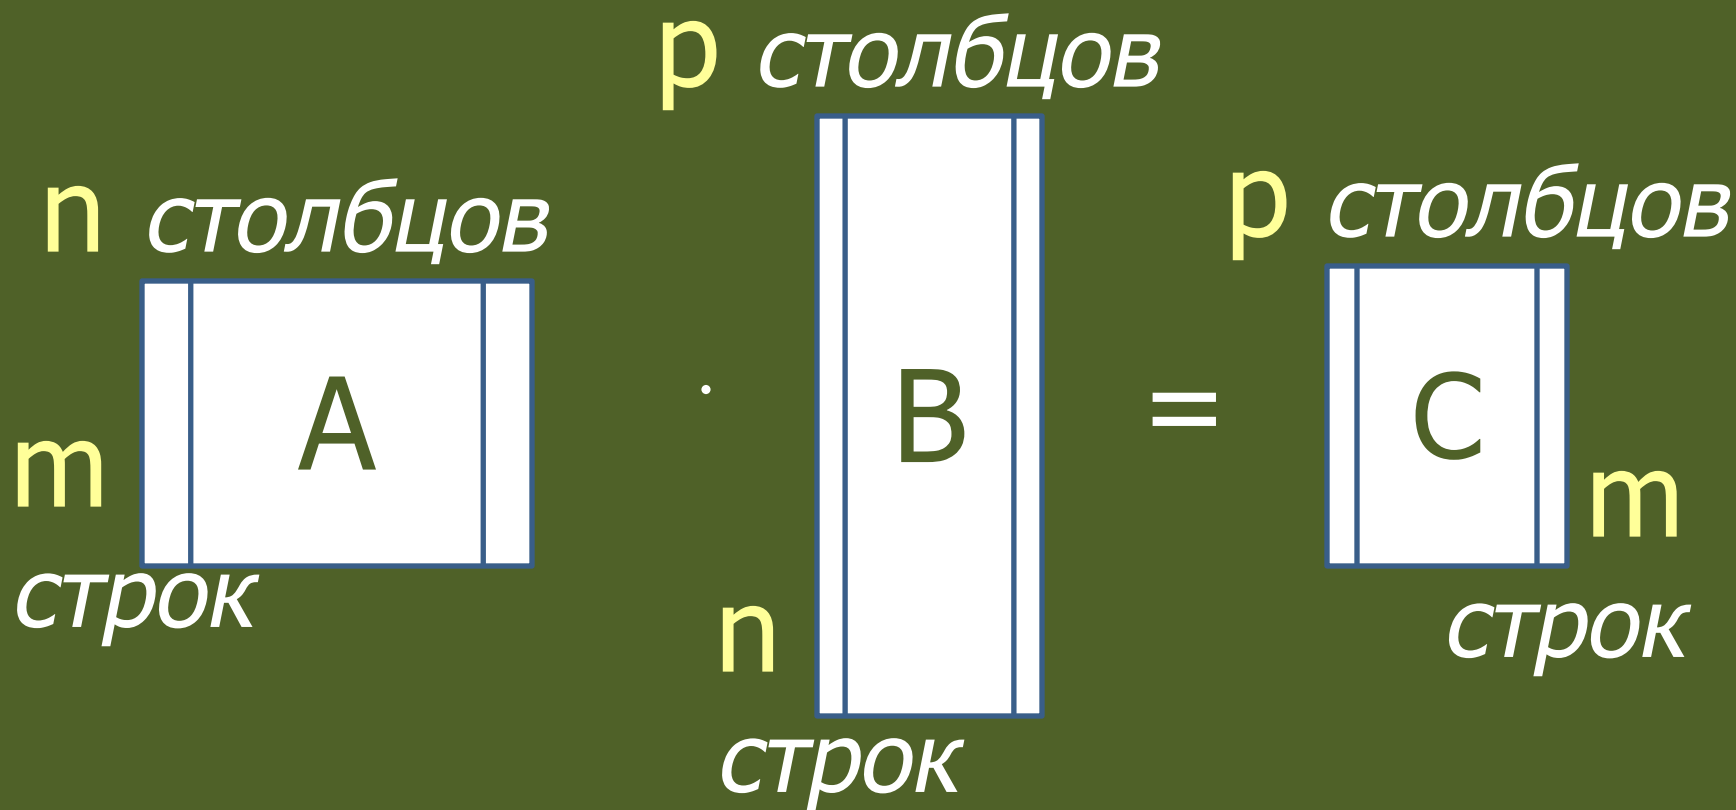 p столбцов
n столбцов
p столбцов
A · B = C
m
строк
m
строк
n
строк